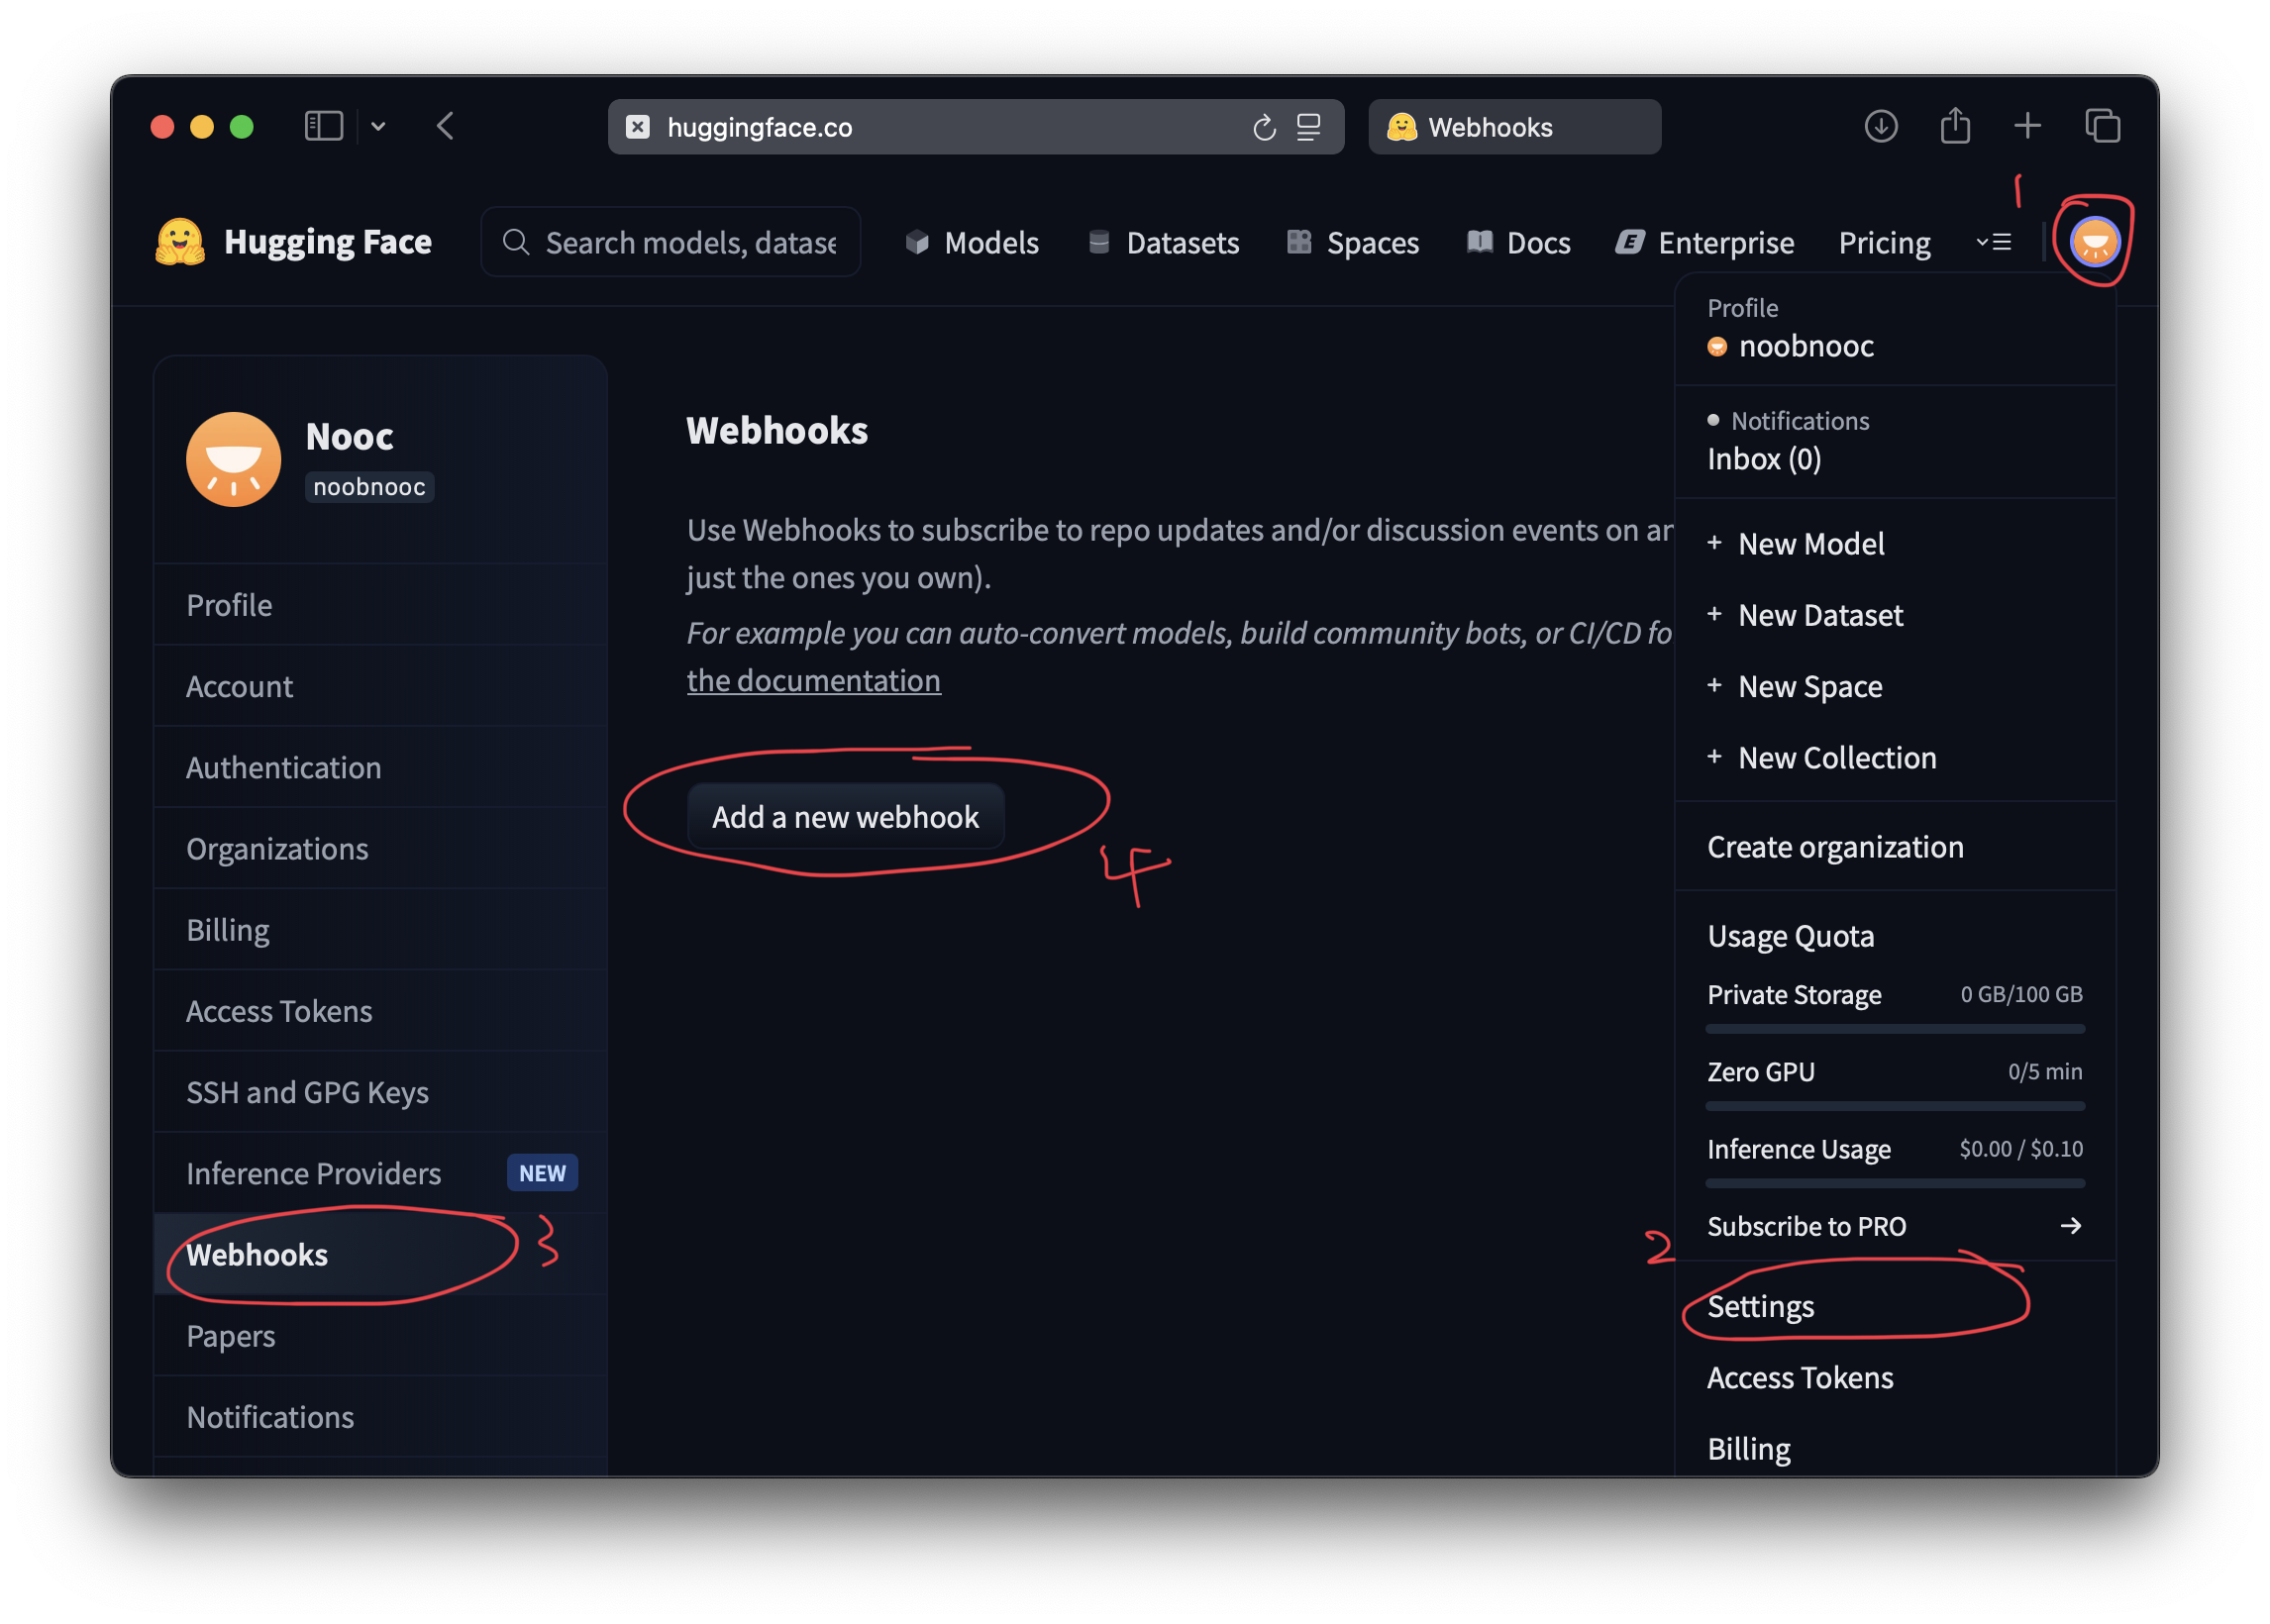 huggingface.co
Webhooks
1
Hugging Face
Search models, datase
Models
Datasets
Spaces
Docs
Enterprise
Pricing
Nooc
noobnooc
Profile
Account
Authentication
Organizations
Billing
Access Tokens
SSH and GPG Keys
Inference Providers NEW
Webhooks
3
Papers
Notifications
Webhooks
Use Webhooks to subscribe to repo updates and/or discussion events on an
just the ones you own).
For example you can auto-convert models, build community bots, or CI/CD fo
the documentation
Add a new webhook
4
Profile
noobnooc
Notifications
Inbox (0)
+ New Model
+ New Dataset
+ New Space
+ New Collection
Create organization
Usage Quota
Private Storage 0 GB/100 GB
Zero GPU 0/5 min
Inference Usage $0.00 / $0.10
Subscribe to PRO →
2
Settings
Access Tokens
Billing